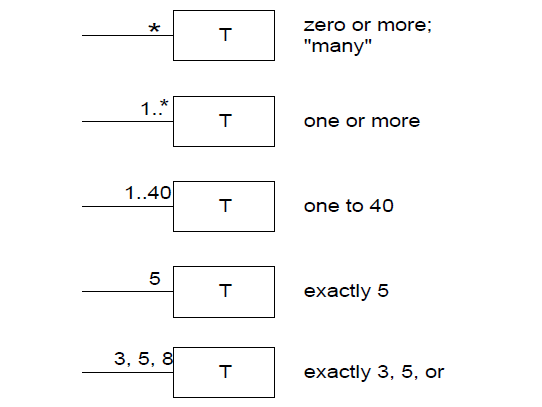 *
T
zero or more;
"many"
1..*
T
one or more
1..40
T
one to 40
5
T
exactly 5
3, 5, 8
T
exactly 3, 5, or